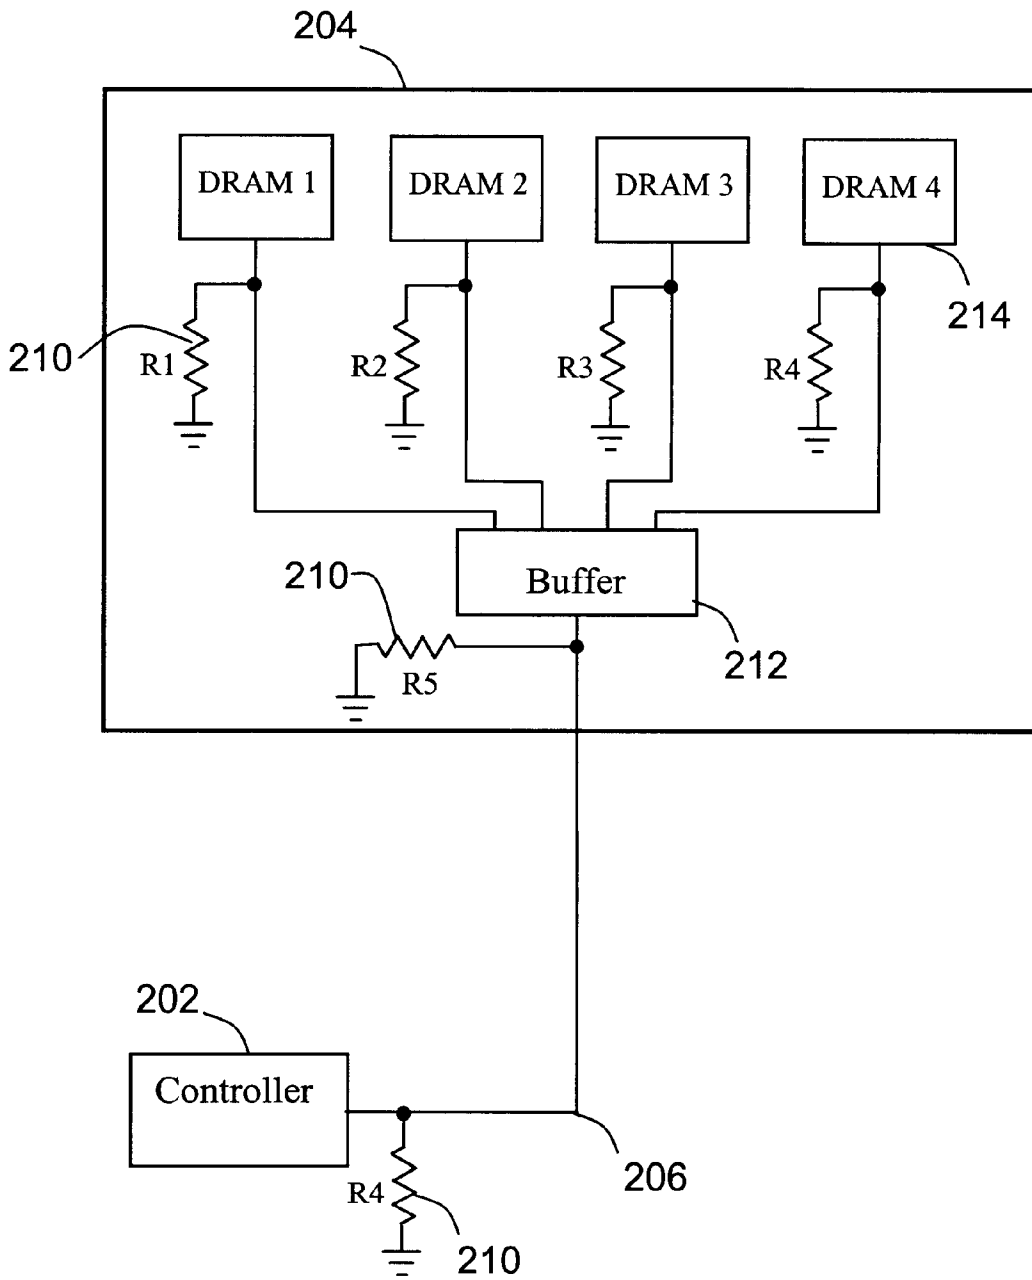 204
DRAM 1
DRAM 2
DRAM 3
DRAM 4
214
210
R1
R2
R3
R4
210
Buffer
212
R5
202
Controller
206
R4
210